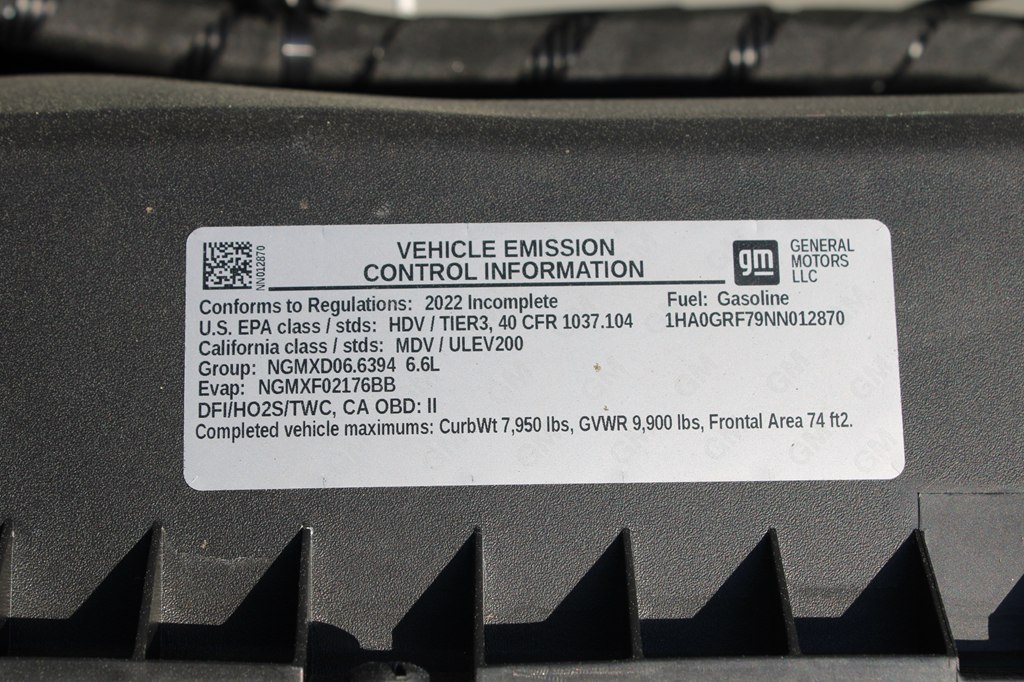 NN012870
VEHICLE EMISSION
CONTROL INFORMATION
gm
GENERAL
MOTORS
LLC
Conforms to Regulations: 2022 Incomplete
Fuel: Gasoline
U.S. EPA class / stds: HDV / TIER3, 40 CFR 1037.104
1HA0GRF79NN012870
California class / stds: MDV / ULEV200
Group: NGMXD06.6394 6.6L
Evap: NGMXF02176BB
DFI/HO2S/TWC, CA OBD: II
Completed vehicle maximums: CurbWt 7,950 lbs, GVWR 9,900 lbs, Frontal Area 74 ft2.